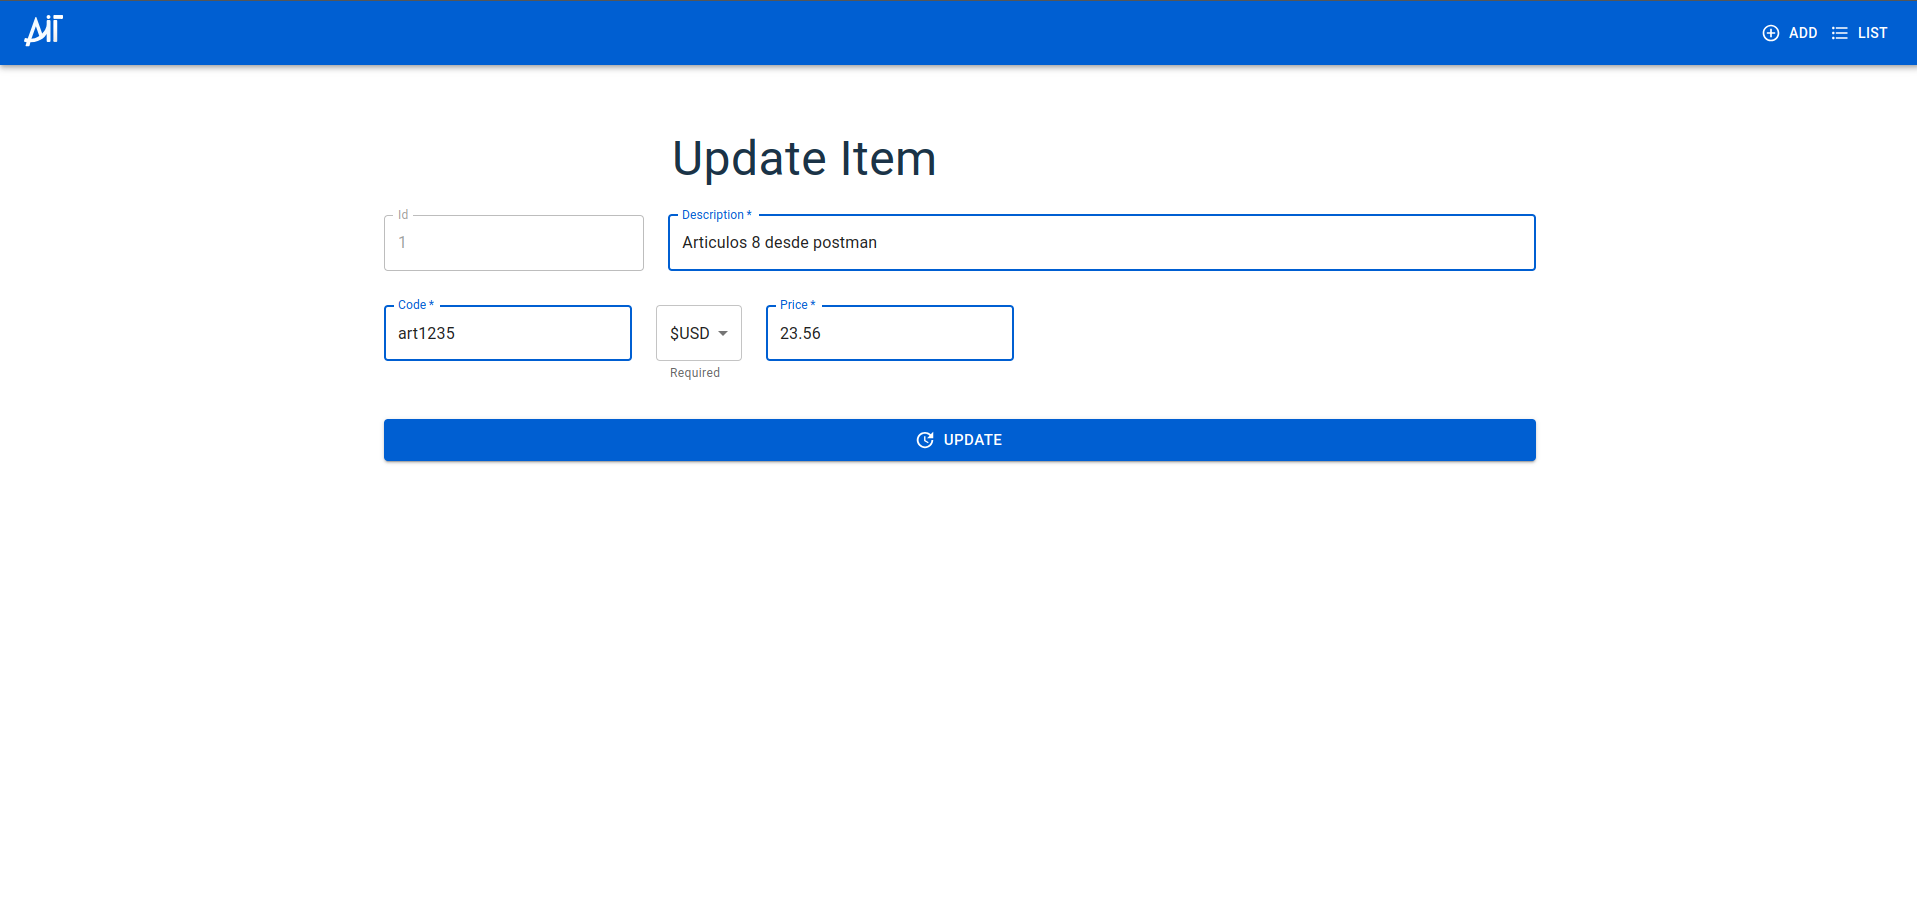 AIT
ADD LIST
Update Item
Id
1
Description *
Articulos 8 desde postman
Code *
art1235
$USD
Required
Price *
23.56
UPDATE